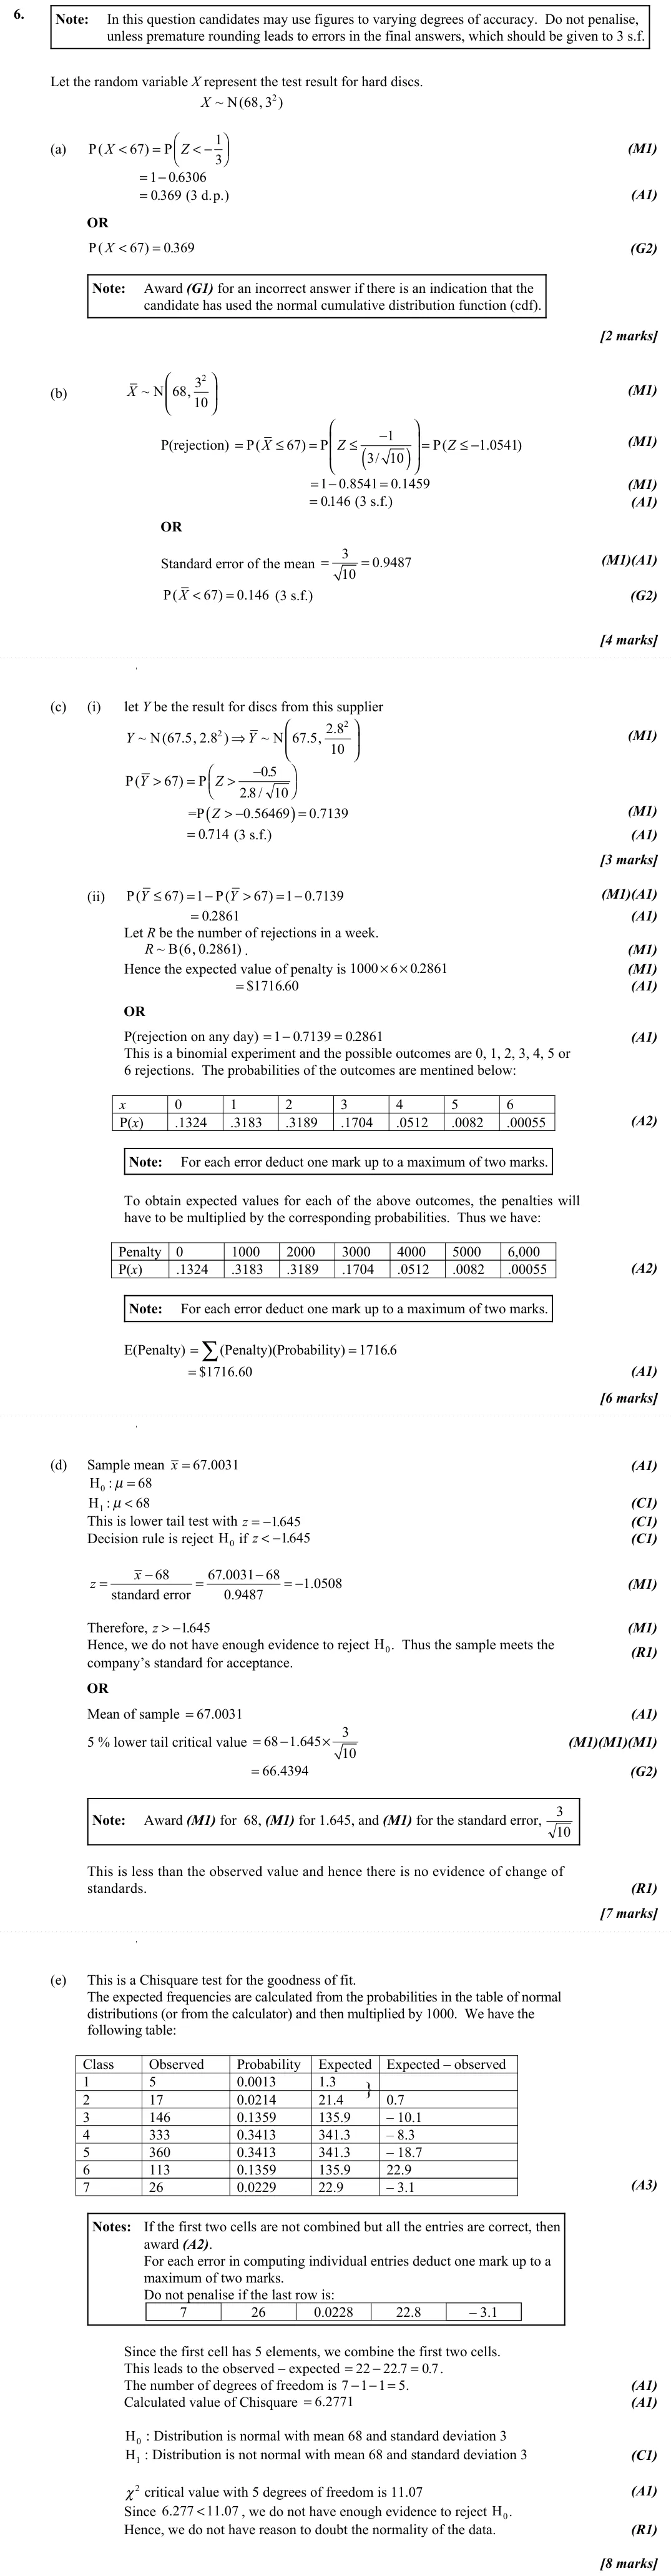 6.
Note: In this question candidates may use figures to varying degrees of accuracy. Do not penalise,
unless premature rounding leads to errors in the final answers, which should be given to 3 s.f.
Let the random variable X represent the test result for hard discs.
X ~ N(68, 3²)
(a) P(X < 67) = P(Z < −1/3) (M1)
= 1 − 0.6306
= 0.369 (3 d.p.) (A1)
OR
P(X < 67) = 0.369 (G2)
Note: Award (G1) for an incorrect answer if there is an indication that the
candidate has used the normal cumulative distribution function (cdf).
[2 marks]
(b) X̄ ~ N(68, 3²/10) (M1)
P(rejection) = P(X̄ ≤ 67) = P(Z ≤ −1/(3/√10)) = P(Z ≤ −1.0541) (M1)
= 1 − 0.8541 = 0.1459 (M1)
= 0.146 (3 s.f.) (A1)
OR
Standard error of the mean = 3/√10 = 0.9487 (M1)(A1)
P(X̄ < 67) = 0.146 (3 s.f.) (G2)
[4 marks]
(c) (i) let Y be the result for discs from this supplier
Y ~ N(67.5, 2.8²) ⇒ Ȳ ~ N(67.5, 2.8²/10) (M1)
P(Ȳ > 67) = P(Z > −0.5/(2.8/√10))
=P(Z > −0.56469) = 0.7139 (M1)
= 0.714 (3 s.f.) (A1)
[3 marks]
(ii) P(Ȳ ≤ 67) = 1 − P(Ȳ > 67) = 1 − 0.7139 (M1)(A1)
= 0.2861 (A1)
Let R be the number of rejections in a week.
R ~ B(6, 0.2861). (M1)
Hence the expected value of penalty is 1000 × 6 × 0.2861 (M1)
= $1716.60 (A1)
OR
P(rejection on any day) = 1 − 0.7139 = 0.2861 (A1)
This is a binomial experiment and the possible outcomes are 0, 1, 2, 3, 4, 5 or
6 rejections. The probabilities of the outcomes are mentined below:
x 0 1 2 3 4 5 6
P(x) .1324 .3183 .3189 .1704 .0512 .0082 .00055 (A2)
Note: For each error deduct one mark up to a maximum of two marks.
To obtain expected values for each of the above outcomes, the penalties will
have to be multiplied by the corresponding probabilities. Thus we have:
Penalty 0 1000 2000 3000 4000 5000 6,000
P(x) .1324 .3183 .3189 .1704 .0512 .0082 .00055 (A2)
Note: For each error deduct one mark up to a maximum of two marks.
E(Penalty) = ∑(Penalty)(Probability) = 1716.6
= $1716.60 (A1)
[6 marks]
(d) Sample mean x̄ = 67.0031 (A1)
H₀ : μ = 68
H₁ : μ < 68 (C1)
This is lower tail test with z = −1.645 (C1)
Decision rule is reject H₀ if z < −1.645 (C1)
z = (x̄ − 68)/standard error = (67.0031 − 68)/0.9487 = −1.0508 (M1)
Therefore, z > −1.645 (M1)
Hence, we do not have enough evidence to reject H₀. Thus the sample meets the
company's standard for acceptance. (R1)
OR
Mean of sample = 67.0031 (A1)
5 % lower tail critical value = 68 − 1.645 × 3/√10 (M1)(M1)(M1)
= 66.4394 (G2)
Note: Award (M1) for 68, (M1) for 1.645, and (M1) for the standard error, 3/√10
This is less than the observed value and hence there is no evidence of change of
standards. (R1)
[7 marks]
(e) This is a Chisquare test for the goodness of fit.
The expected frequencies are calculated from the probabilities in the table of normal
distributions (or from the calculator) and then multiplied by 1000. We have the
following table:
Class Observed Probability Expected Expected – observed
1 5 0.0013 1.3 }
2 17 0.0214 21.4 0.7
3 146 0.1359 135.9 – 10.1
4 333 0.3413 341.3 – 8.3
5 360 0.3413 341.3 – 18.7
6 113 0.1359 135.9 22.9
7 26 0.0229 22.9 – 3.1 (A3)
Notes: If the first two cells are not combined but all the entries are correct, then
award (A2).
For each error in computing individual entries deduct one mark up to a
maximum of two marks.
Do not penalise if the last row is:
7 26 0.0228 22.8 – 3.1
Since the first cell has 5 elements, we combine the first two cells.
This leads to the observed – expected = 22 − 22.7 = 0.7.
The number of degrees of freedom is 7 − 1 − 1 = 5. (A1)
Calculated value of Chisquare = 6.2771 (A1)
H₀ : Distribution is normal with mean 68 and standard deviation 3
H₁ : Distribution is not normal with mean 68 and standard deviation 3 (C1)
χ² critical value with 5 degrees of freedom is 11.07 (A1)
Since 6.277 < 11.07, we do not have enough evidence to reject H₀.
Hence, we do not have reason to doubt the normality of the data. (R1)
[8 marks]